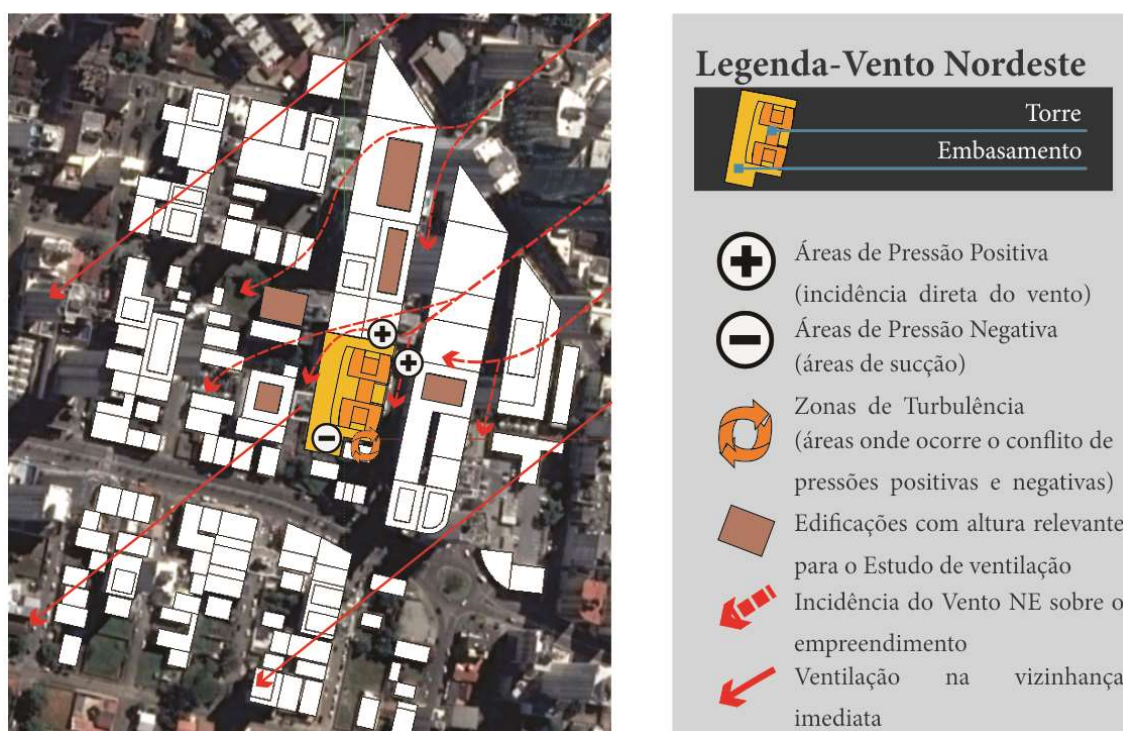 Legenda-Vento Nordeste
Torre
Embasamento
Áreas de Pressão Positiva
(incidência direta do vento)
Áreas de Pressão Negativa
(áreas de sucção)
Zonas de Turbulência
(áreas onde ocorre o conflito de
pressões positivas e negativas)
Edificações com altura relevante
para o Estudo de ventilação
Incidência do Vento NE sobre o
empreendimento
Ventilação na vizinhança
imediata